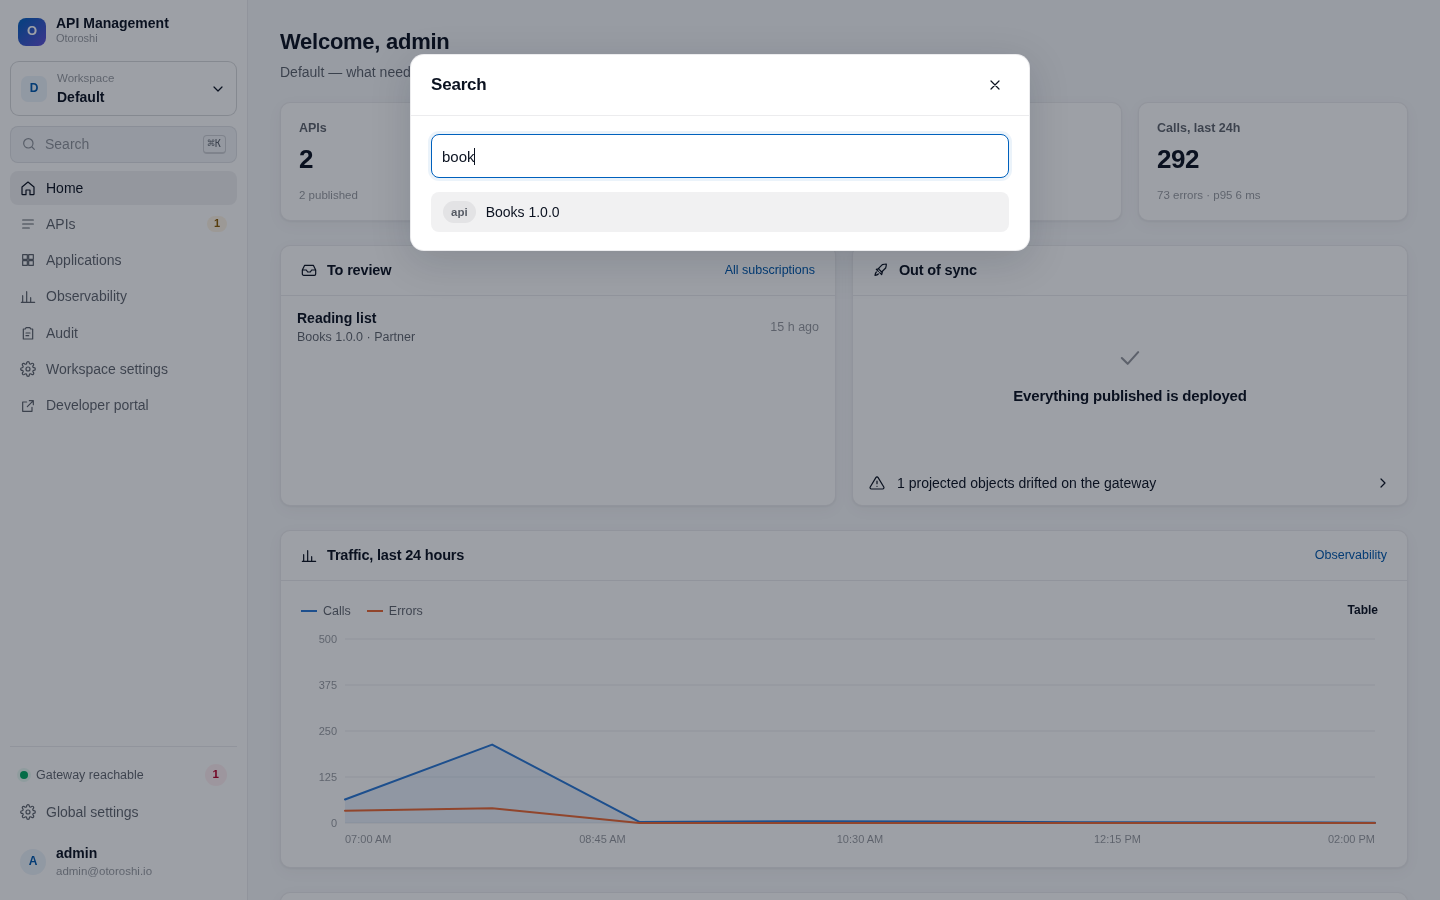 O
API Management
Otoroshi
D
Workspace
Default
Search
⌘K
Home
APIs
1
Applications
Observability
Audit
Workspace settings
Developer portal
Gateway reachable
1
Global settings
A
admin
admin@otoroshi.io
Welcome, admin
Default — what need
APIs
2
2 published
Calls, last 24h
292
73 errors · p95 6 ms
Search
book
api
Books 1.0.0
To review
All subscriptions
Reading list
Books 1.0.0 · Partner
15 h ago
Out of sync
Everything published is deployed
1 projected objects drifted on the gateway
Traffic, last 24 hours
Observability
Calls
Errors
Table
500
375
250
125
0
07:00 AM
08:45 AM
10:30 AM
12:15 PM
02:00 PM